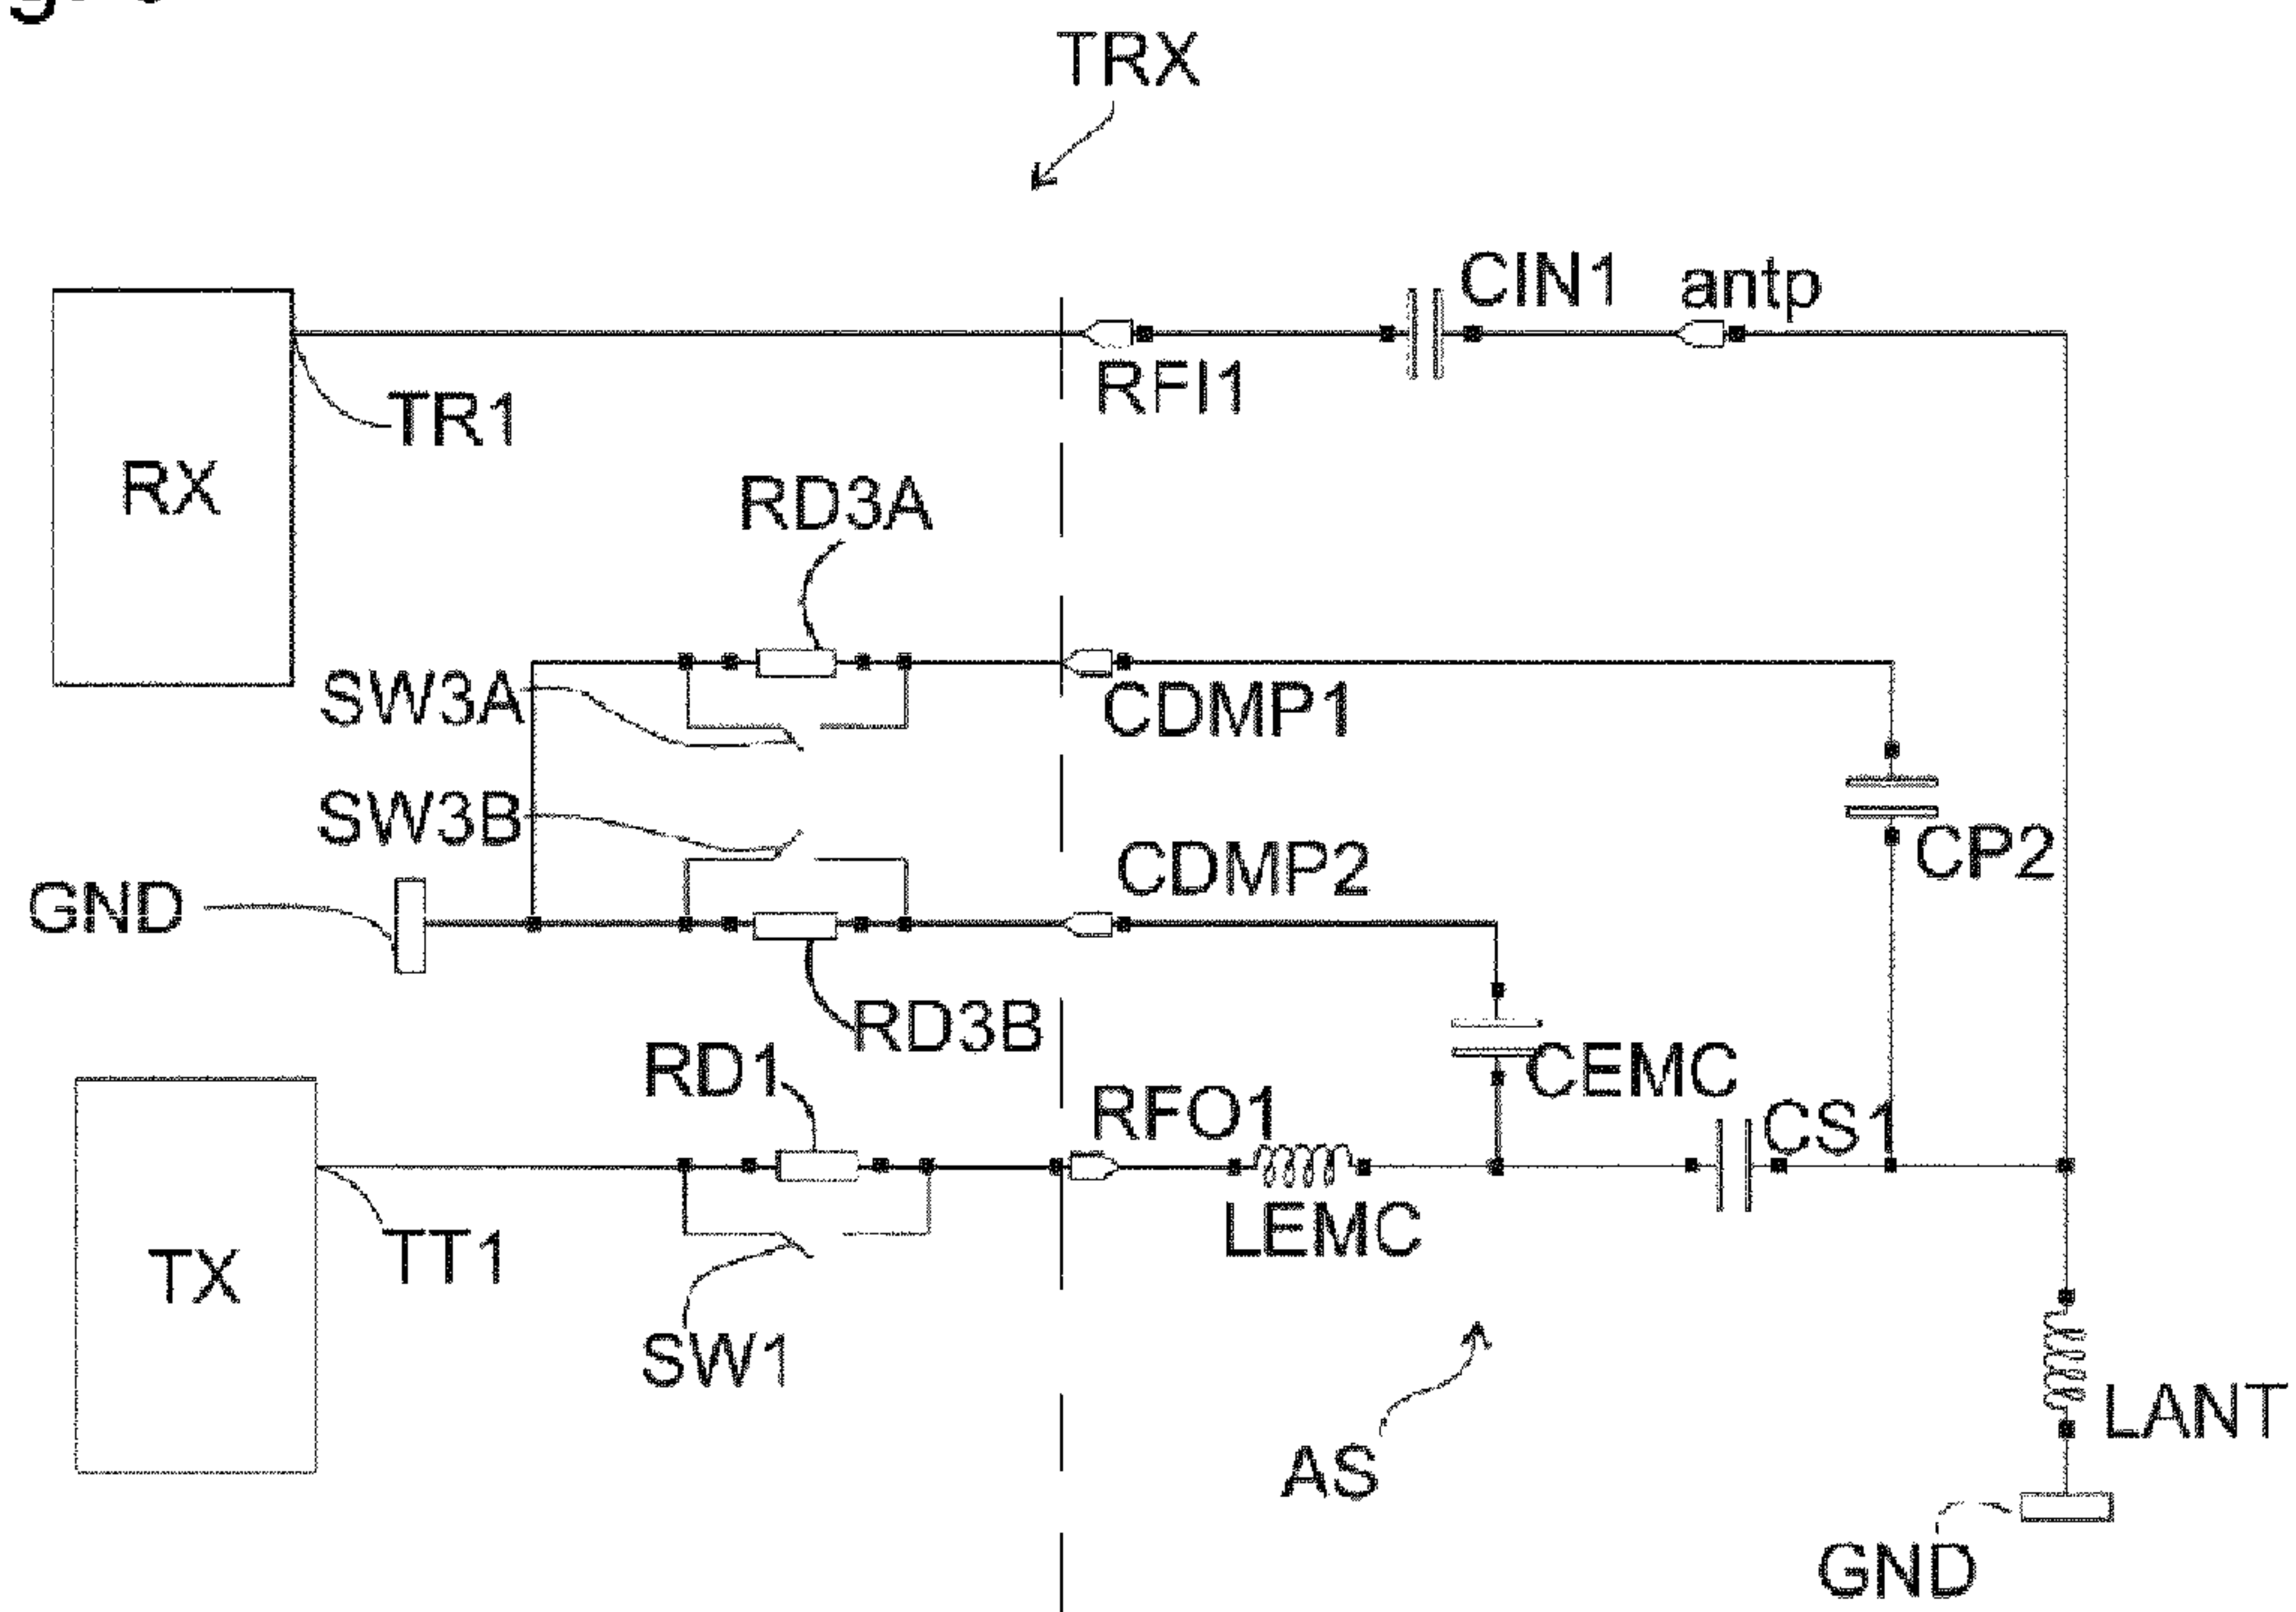 TRX
CIN1
antp
RFI1
TR1
RX
RD3A
SW3A
CDMP1
SW3B
CDMP2
CP2
GND
RD3B
RD1
CEMC
RFO1
CS1
LEMC
TT1
TX
SW1
AS
LANT
GND